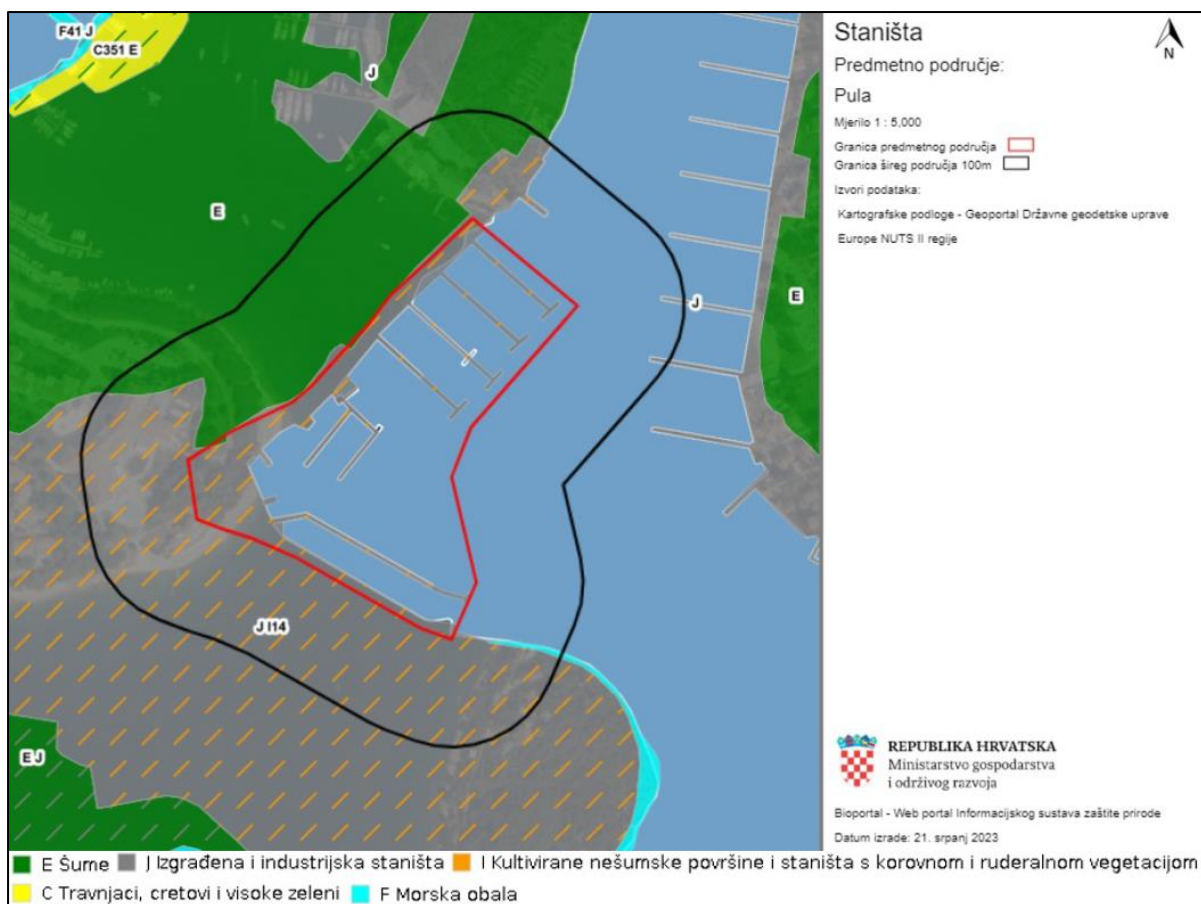 F41 J
C351 E
J
E
J
E
J I14
E J
Staništa
N
Predmetno područje:
Pula
Mjerilo 1 : 5,000
Granica predmetnog područja
Granica šireg područja 100m
Izvori podataka:
Kartografske podloge - Geoportal Državne geodetske uprave
Europe NUTS II regije
REPUBLIKA HRVATSKA
Ministarstvo gospodarstva
i održivog razvoja
Bioportal - Web portal Informacijskog sustava zaštite prirode
Datum izrade: 21. srpanj 2023
E Šume J Izgrađena i industrijska staništa I Kultivirane nešumske površine i staništa s korovnom i ruderalnom vegetacijom
C Travnjaci, cretovi i visoke zeleni F Morska obala